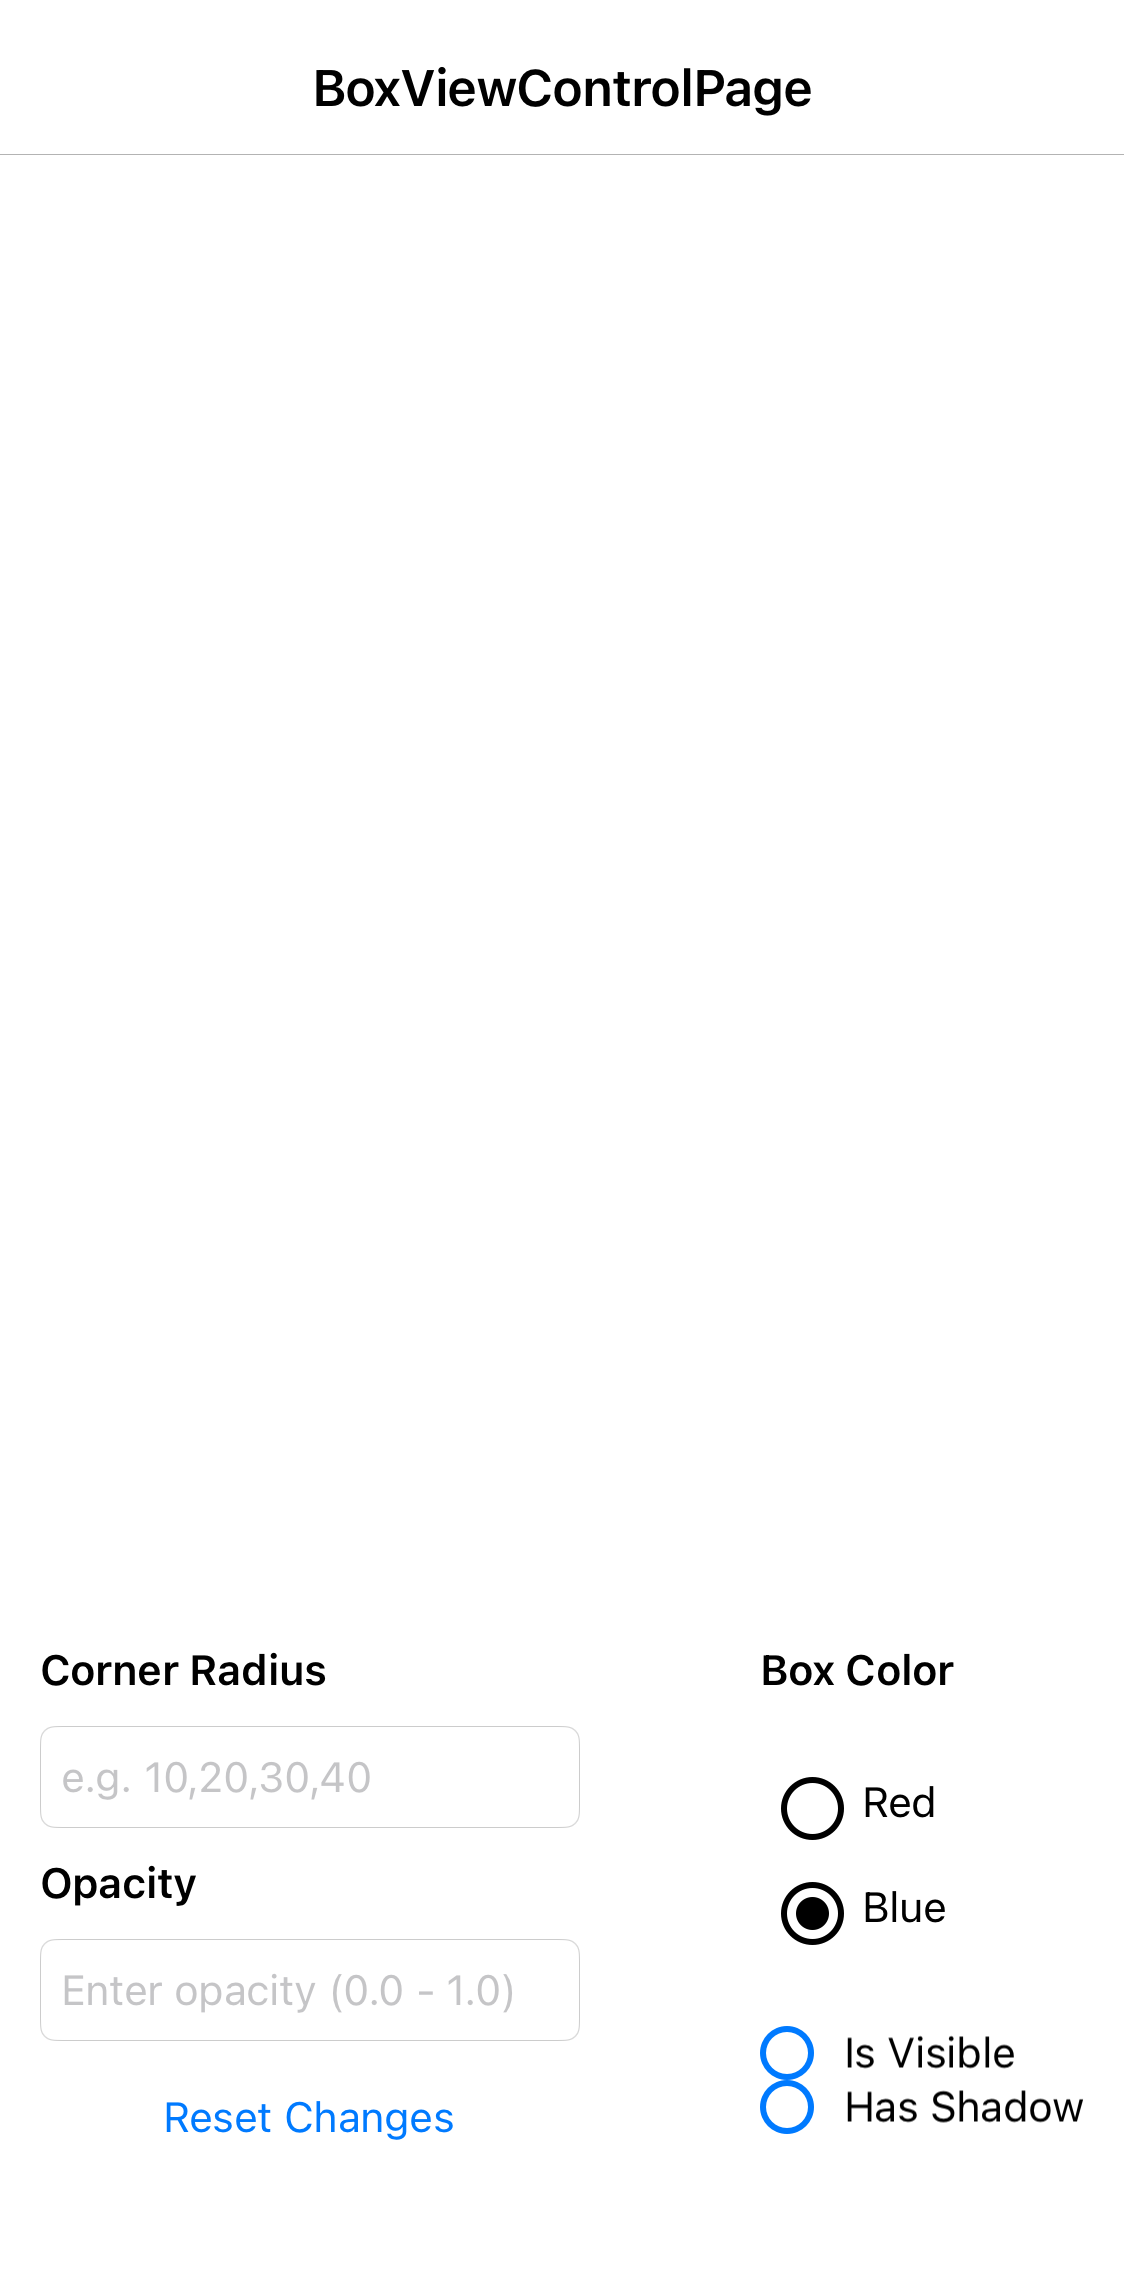 BoxViewControlPage
Corner Radius
e.g. 10,20,30,40
Opacity
Enter opacity (0.0 - 1.0)
Reset Changes
Box Color
Red
Blue
Is Visible
Has Shadow